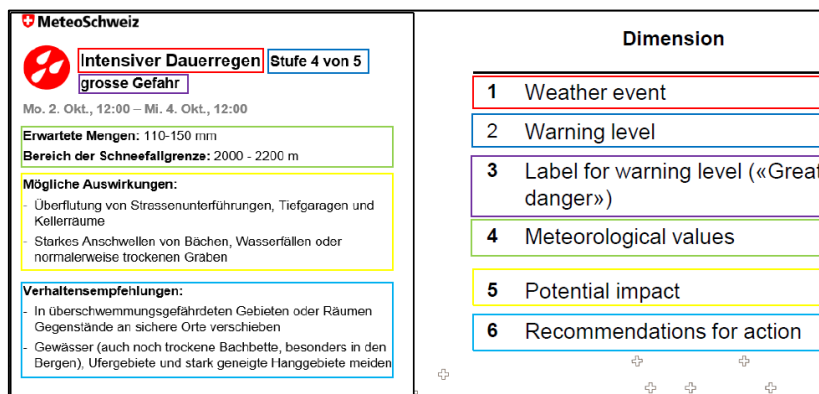 MeteoSchweiz
Intensiver Dauerregen Stufe 4 von 5
grosse Gefahr
Mo. 2. Okt., 12:00 – Mi. 4. Okt., 12:00
Erwartete Mengen: 110-150 mm
Bereich der Schneefallgrenze: 2000 - 2200 m
Mögliche Auswirkungen:
- Überflutung von Strassenunterführungen, Tiefgaragen und
Kellerräume
- Starkes Anschwellen von Bächen, Wasserfällen oder
normalerweise trockenen Gräben
Verhaltensempfehlungen:
- In überschwemmungsgefährdeten Gebieten oder Räumen
Gegenstände an sichere Orte verschieben
- Gewässer (auch noch trockene Bachbette, besonders in den
Bergen), Ufergebiete und stark geneigte Hanggebiete meiden
Dimension
1 Weather event
2 Warning level
3 Label for warning level («Great
danger»)
4 Meteorological values
5 Potential impact
6 Recommendations for action